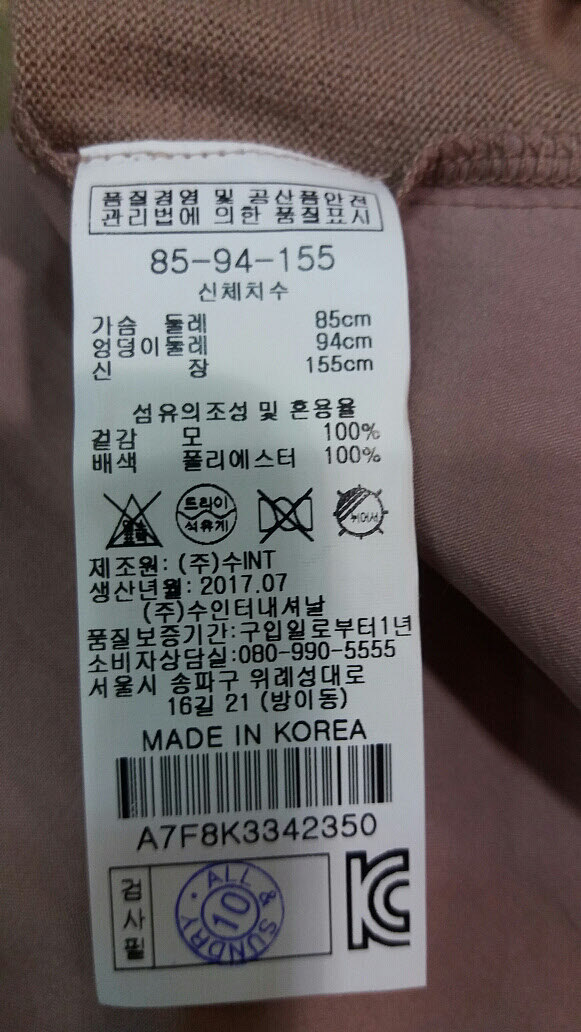 품질경영 및 공산품안전
관리법에 의한 품질표시
85-94-155
신체치수
가슴 둘레 85cm
엉덩이둘레 94cm
신 장 155cm
섬유의조성 및 혼용율
겉감 모 100%
배색 폴리에스터 100%
염소
드라이
석유계
뉘어서
제조원: (주)수INT
생산년월: 2017.07
(주)수인터내셔날
품질보증기간:구입일로부터1년
소비자상담실:080-990-5555
서울시 송파구 위례성대로
16길 21 (방이동)
MADE IN KOREA
A7F8K3342350
검사필
ALL & SUNDRY
10
KC